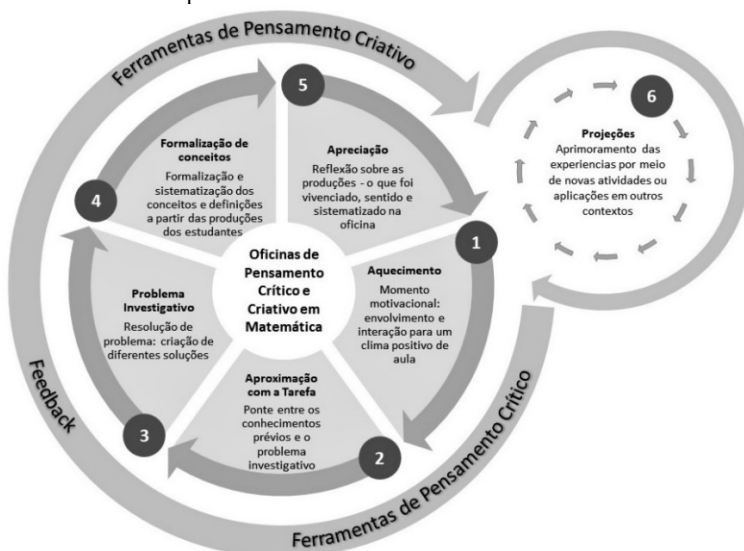 Ferramentas de Pensamento Criativo
5
6
Projeções
Aprimoramento das
experiencias por meio
de novas atividades ou
aplicações em outros
contextos
Formalização de
conceitos
Formalização e
sistematização dos
conceitos e definições
a partir das produções
dos estudantes
4
Apreciação
Reflexão sobre as
produções - o que foi
vivenciado, sentido e
sistematizado na
oficina
1
Oficinas de
Pensamento
Crítico e
Criativo em
Matemática
Aquecimento
Momento
motivacional:
envolvimento e
interação para um
clima positivo de
aula
Problema
Investigativo
Resolução de
problema: criação de
diferentes soluções
3
Aproximação
com a Tarefa
Ponte entre os
conhecimentos
prévios e o
problema
investigativo
2
Feedback
Ferramentas de Pensamento Crítico